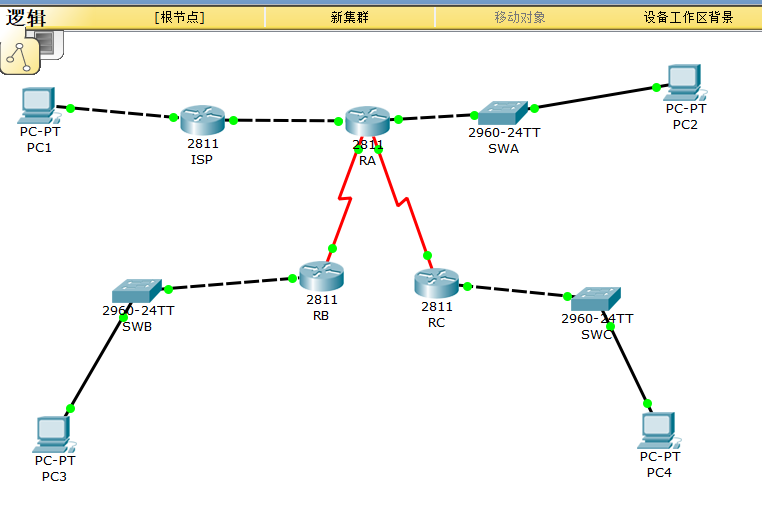 逻辑
[根节点]
新集群
移动对象
设备工作区背景
PC-PT
PC1
2811
ISP
2811
RA
2960-24TT
SWA
PC-PT
PC2
2960-24TT
SWB
2811
RB
2811
RC
2960-24TT
SWC
PC-PT
PC3
PC-PT
PC4